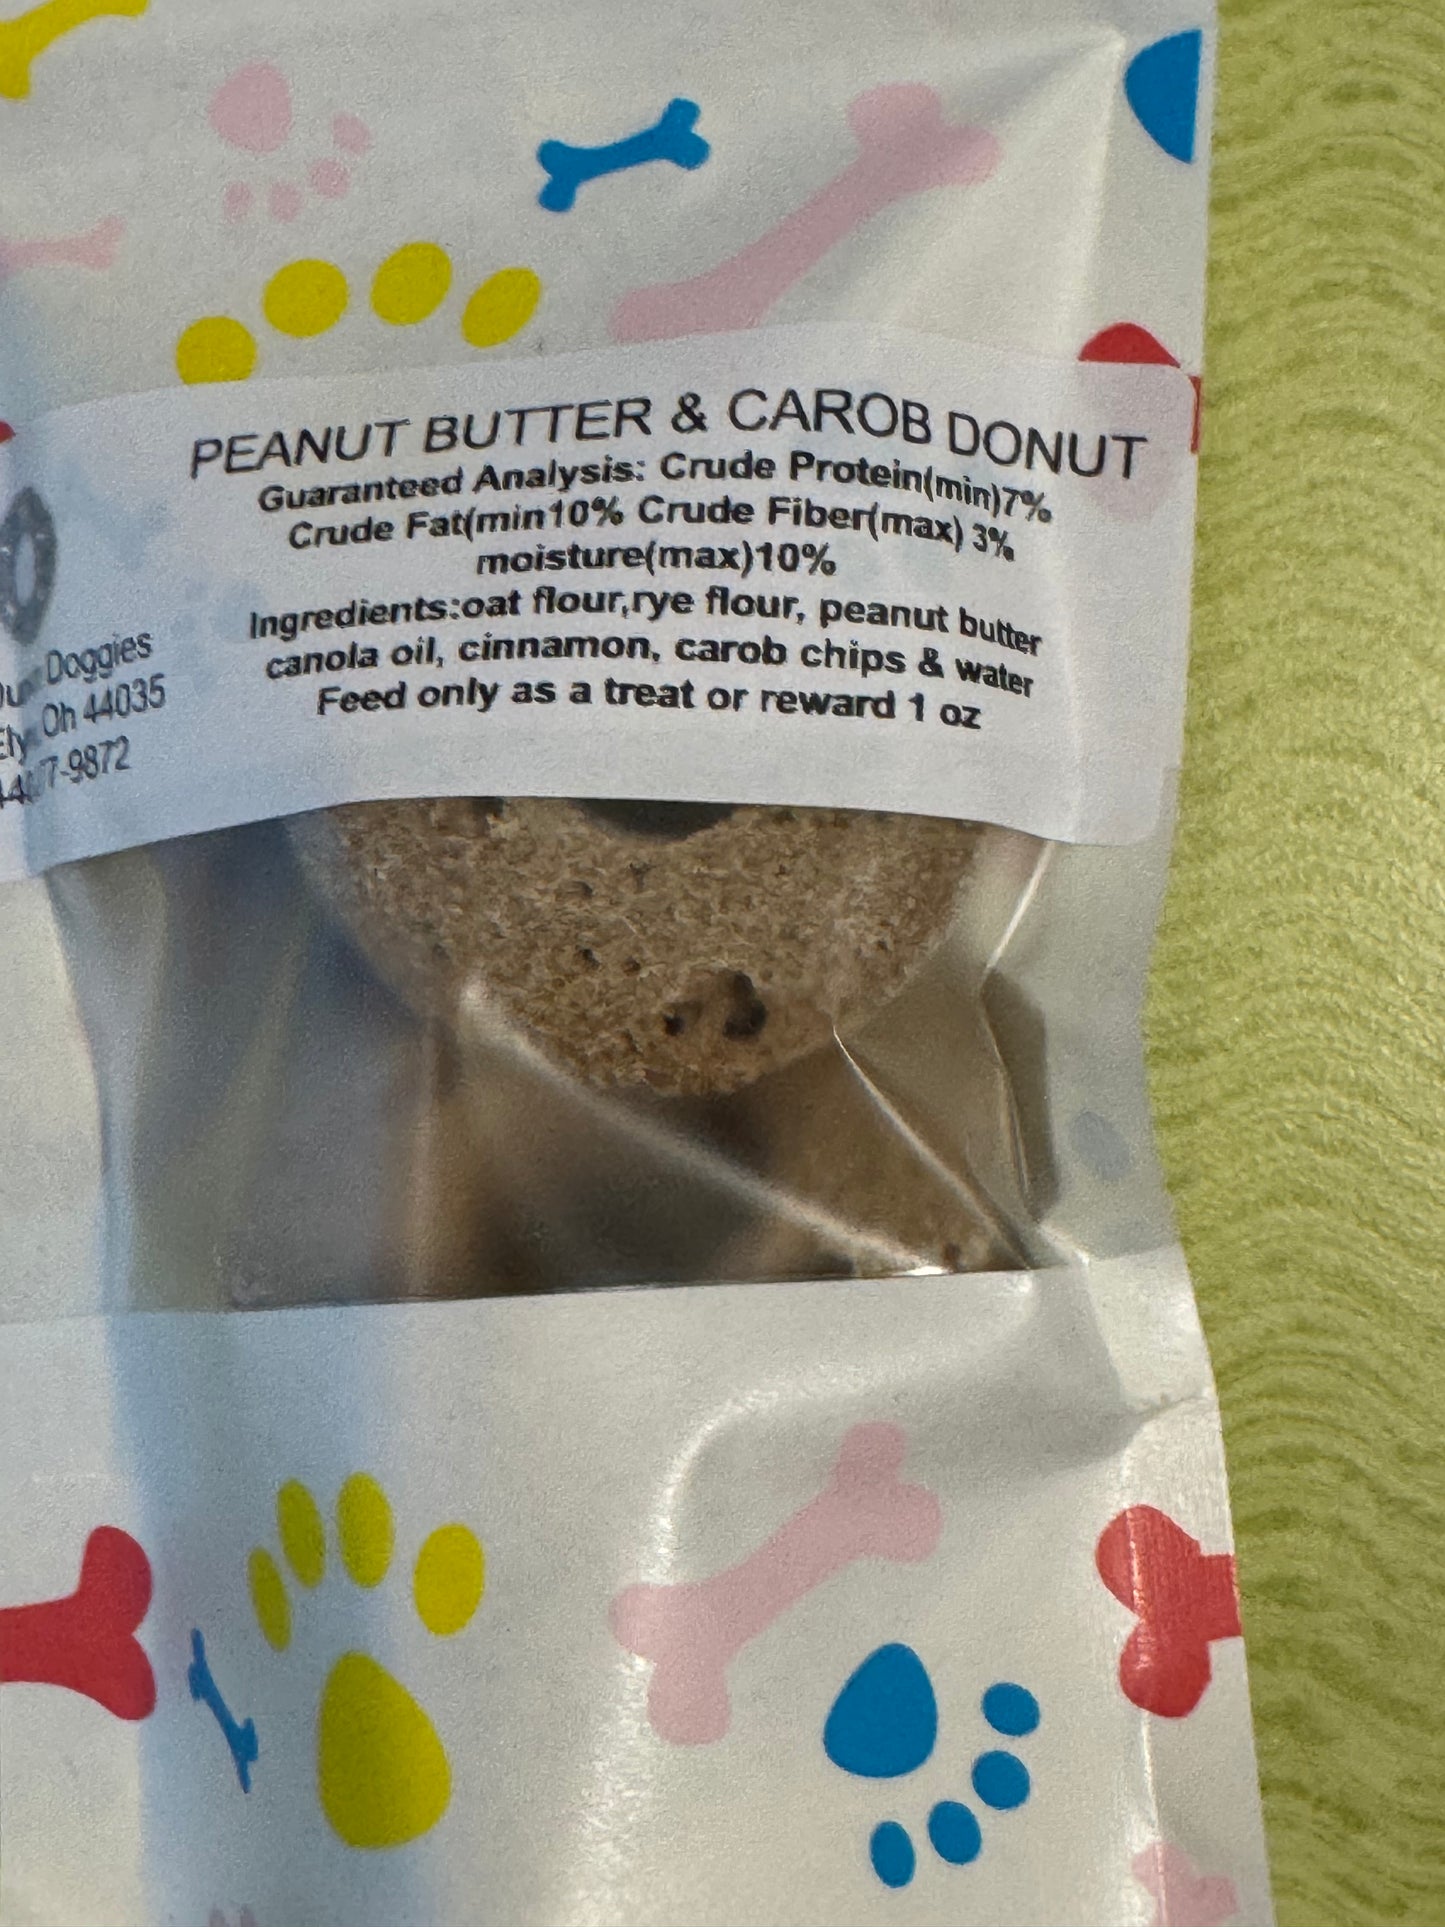 PEANUT BUTTER & CAROB DONUT
Guaranteed Analysis: Crude Protein(min)7%
Crude Fat(min10% Crude Fiber(max) 3%
moisture(max)10%
Ingredients:oat flour,rye flour, peanut butter
canola oil, cinnamon, carob chips & water
Feed only as a treat or reward 1 oz
Doggies
Oh 44035
7-9872